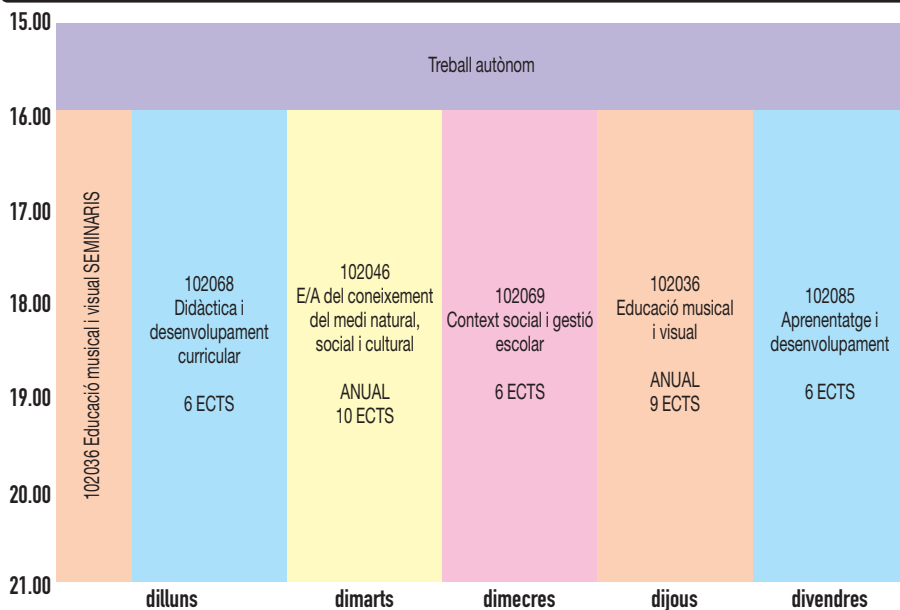 15.00
Treball autònom
16.00
17.00
18.00
19.00
20.00
21.00
102036 Educació musical i visual SEMINARIS
102068
Didàctica i
desenvolupament
curricular
6 ECTS
102046
E/A del coneixement
del medi natural,
social i cultural
ANUAL
10 ECTS
102069
Context social i gestió
escolar
6 ECTS
102036
Educació musical
i visual
ANUAL
9 ECTS
102085
Aprenentatge i
desenvolupament
6 ECTS
dilluns
dimarts
dimecres
dijous
divendres